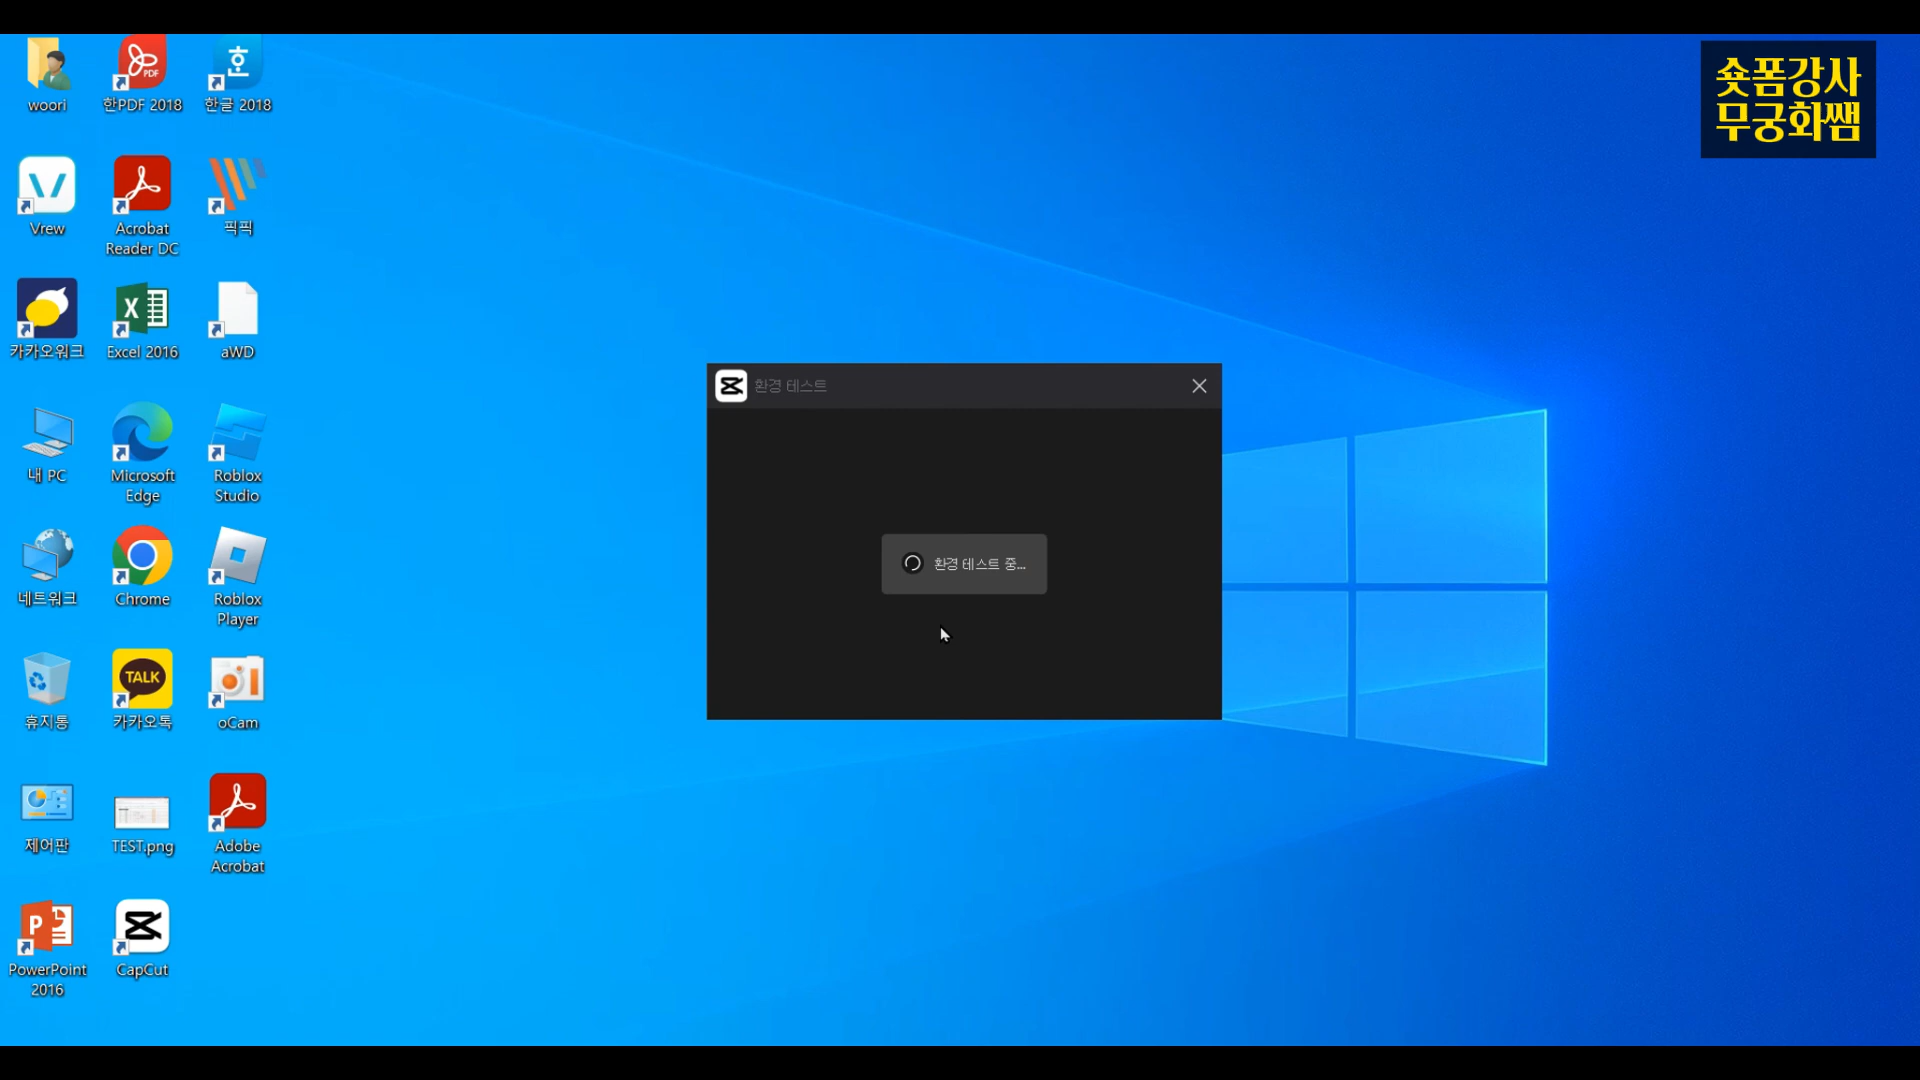 woori
한PDF 2018
한글 2018
Vrew
Acrobat
Reader DC
픽픽
카카오워크
Excel 2016
aWD
내 PC
Microsoft
Edge
Roblox
Studio
네트워크
Chrome
Roblox
Player
휴지통
TALK
카카오톡
oCam
제어판
TEST.png
Adobe
Acrobat
PowerPoint
2016
CapCut
환경 테스트
환경 테스트 중...
숏폼강사
무궁화쌤